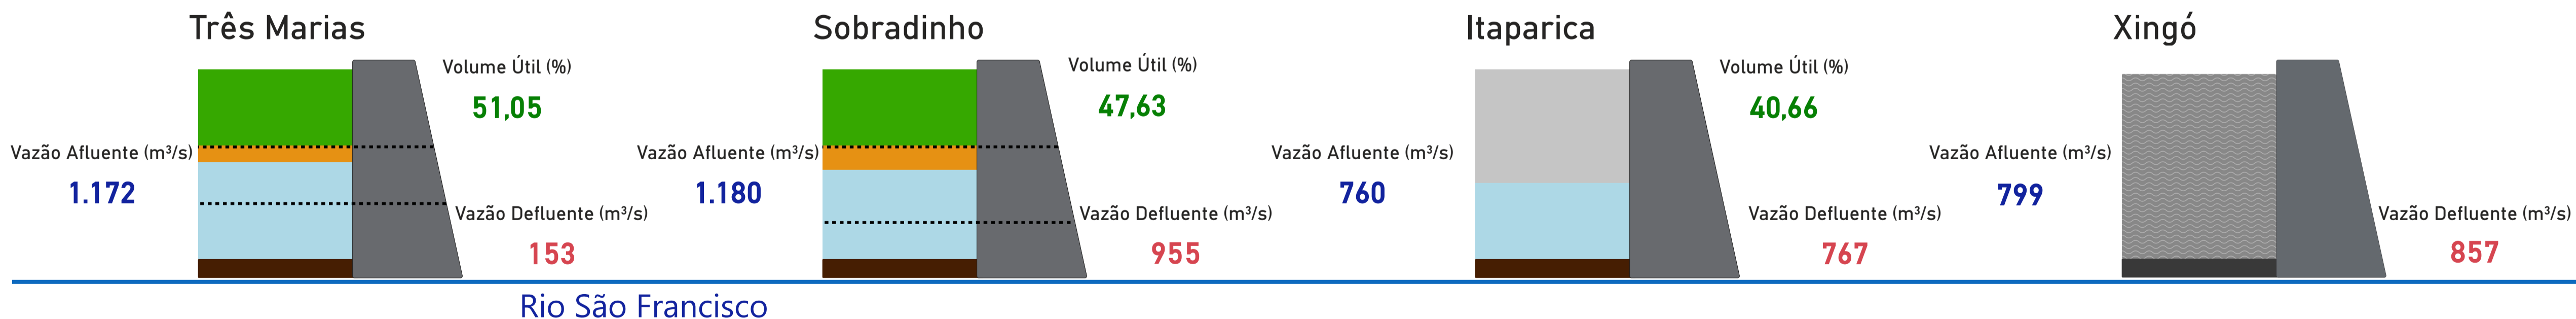 Três Marias
Volume Útil (%)
51,05
Vazão Afluente (m³/s)
1.172
Vazão Defluente (m³/s)
153
Sobradinho
Volume Útil (%)
47,63
Vazão Afluente (m³/s)
1.180
Vazão Defluente (m³/s)
955
Itaparica
Volume Útil (%)
40,66
Vazão Afluente (m³/s)
760
Vazão Defluente (m³/s)
767
Xingó
Vazão Afluente (m³/s)
799
Vazão Defluente (m³/s)
857
Rio São Francisco